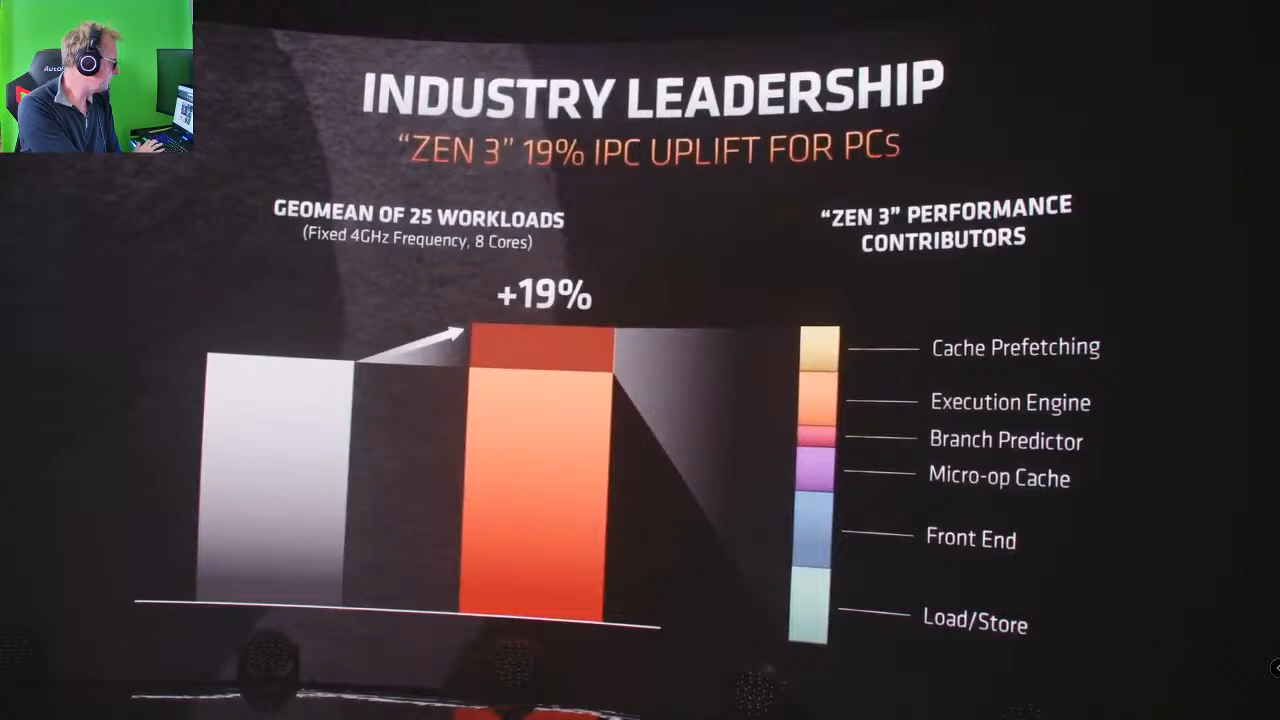 INDUSTRY LEADERSHIP
“ZEN 3” 19% IPC UPLIFT FOR PCs
GEOMEAN OF 25 WORKLOADS
(Fixed 4GHz Frequency, 8 Cores)
+19%
“ZEN 3” PERFORMANCE
CONTRIBUTORS
Cache Prefetching
Execution Engine
Branch Predictor
Micro-op Cache
Front End
Load/Store